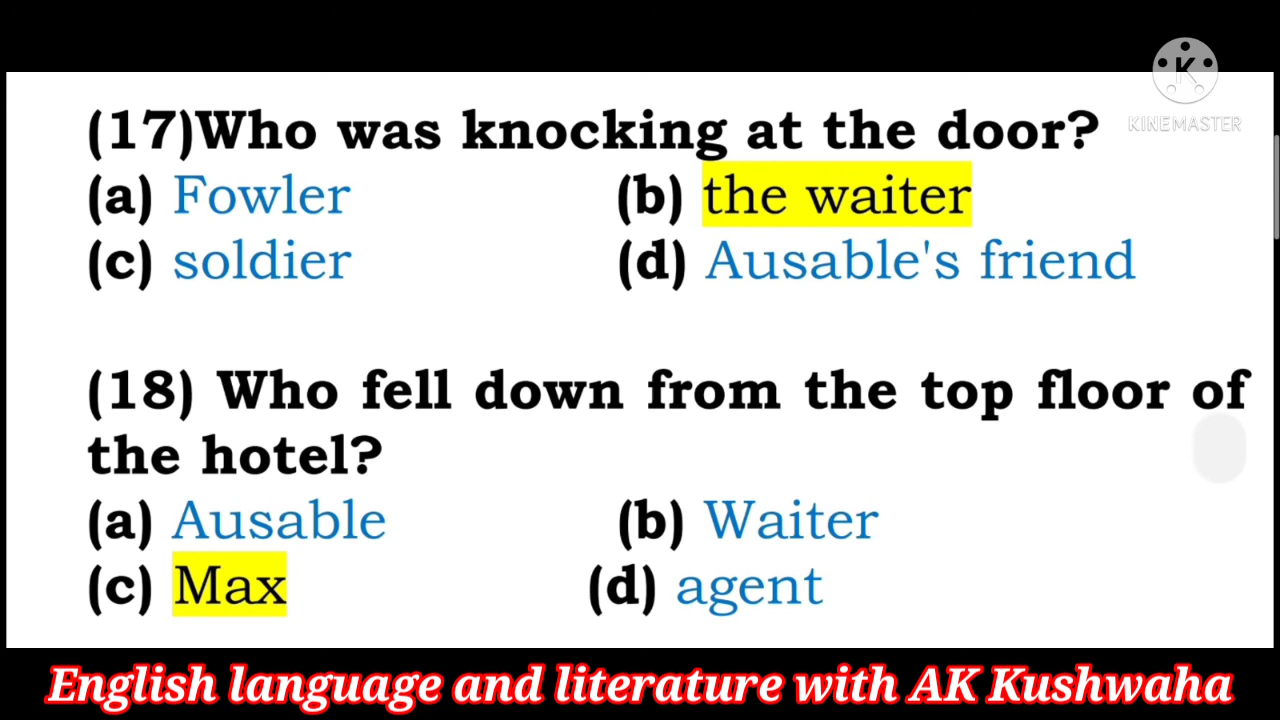 K
KINEMASTER
(17)Who was knocking at the door?
(a) Fowler (b) the waiter
(c) soldier (d) Ausable's friend
(18) Who fell down from the top floor of
the hotel?
(a) Ausable (b) Waiter
(c) Max (d) agent
English language and literature with AK Kushwaha